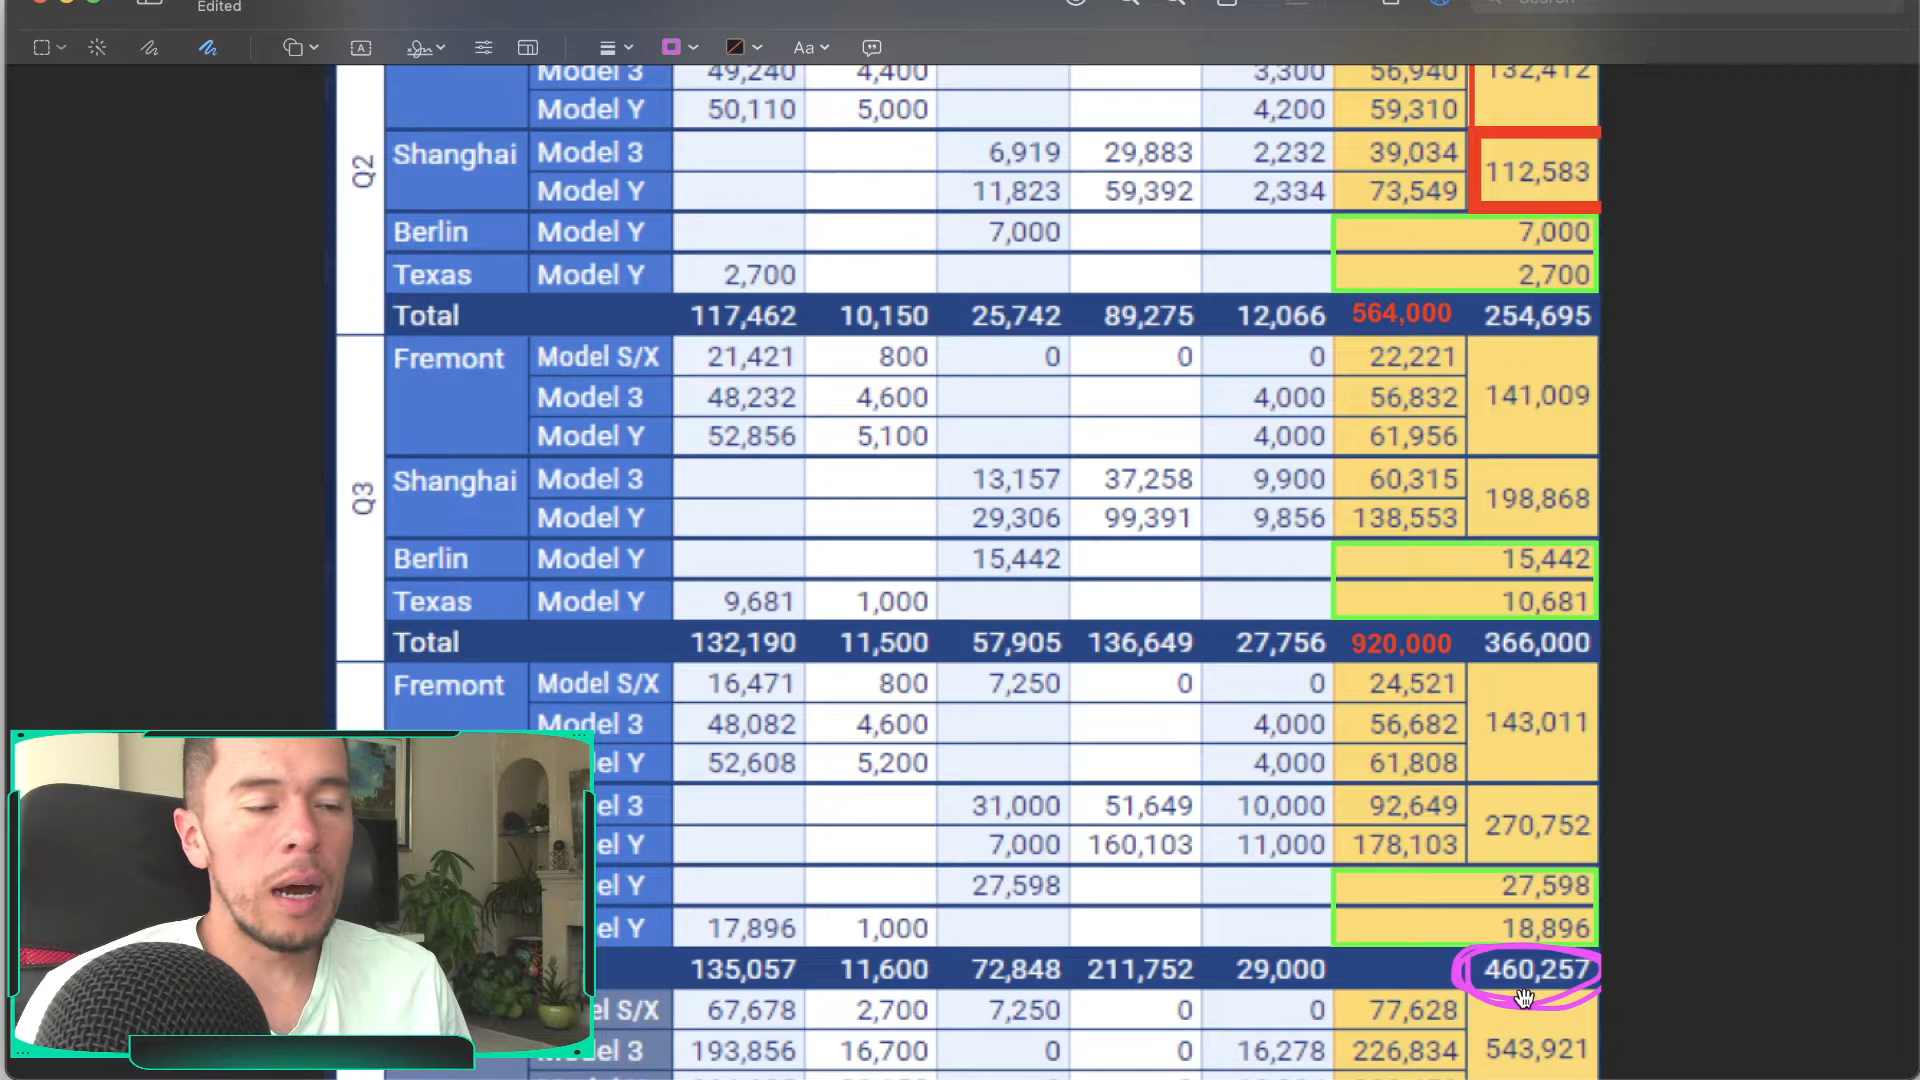 Edited
Search
Aa
Model 3 49,240 4,400 3,300 56,940 132,412
Model Y 50,110 5,000 4,200 59,310
Q2
Shanghai Model 3 6,919 29,883 2,232 39,034 112,583
Model Y 11,823 59,392 2,334 73,549
Berlin Model Y 7,000 7,000
Texas Model Y 2,700 2,700
Total 117,462 10,150 25,742 89,275 12,066 564,000 254,695
Q3
Fremont Model S/X 21,421 800 0 0 0 22,221 141,009
Model 3 48,232 4,600 4,000 56,832
Model Y 52,856 5,100 4,000 61,956
Shanghai Model 3 13,157 37,258 9,900 60,315 198,868
Model Y 29,306 99,391 9,856 138,553
Berlin Model Y 15,442 15,442
Texas Model Y 9,681 1,000 10,681
Total 132,190 11,500 57,905 136,649 27,756 920,000 366,000
Fremont Model S/X 16,471 800 7,250 0 0 24,521 143,011
Model 3 48,082 4,600 4,000 56,682
el Y 52,608 5,200 4,000 61,808
el 3 31,000 51,649 10,000 92,649 270,752
el Y 7,000 160,103 11,000 178,103
el Y 27,598 27,598
el Y 17,896 1,000 18,896
135,057 11,600 72,848 211,752 29,000 460,257
el S/X 67,678 2,700 7,250 0 0 77,628 543,921
Model 3 193,856 16,700 0 0 16,278 226,834